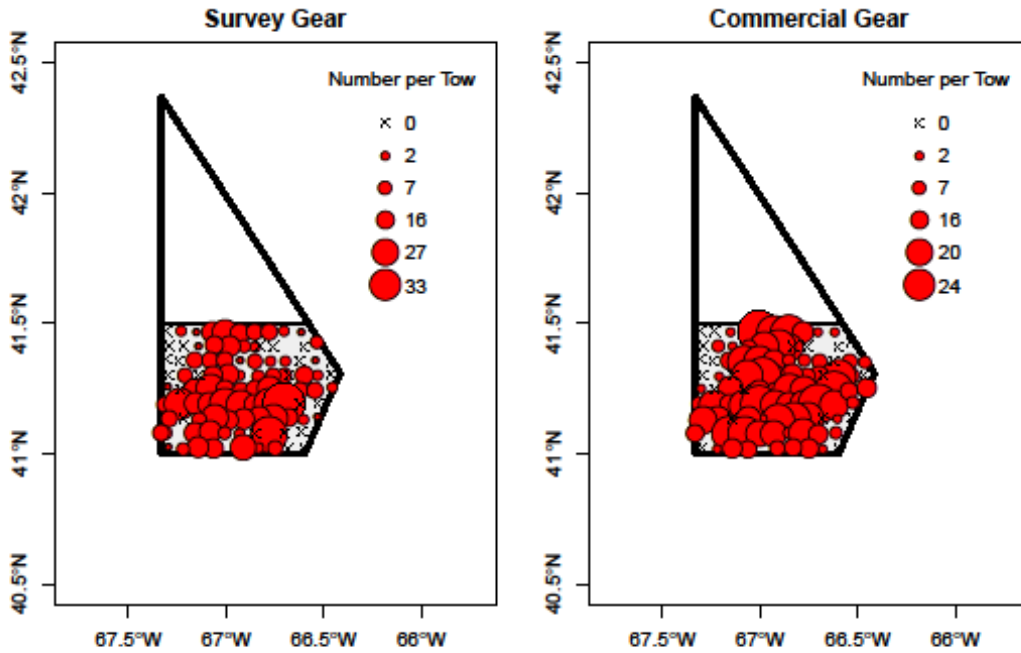 Survey Gear
Number per Tow
0
2
7
16
27
33
42.5°N
42°N
41.5°N
41°N
40.5°N
67.5°W 67°W 66.5°W 66°W
Commercial Gear
Number per Tow
0
2
7
16
20
24
42.5°N
42°N
41.5°N
41°N
40.5°N
67.5°W 67°W 66.5°W 66°W